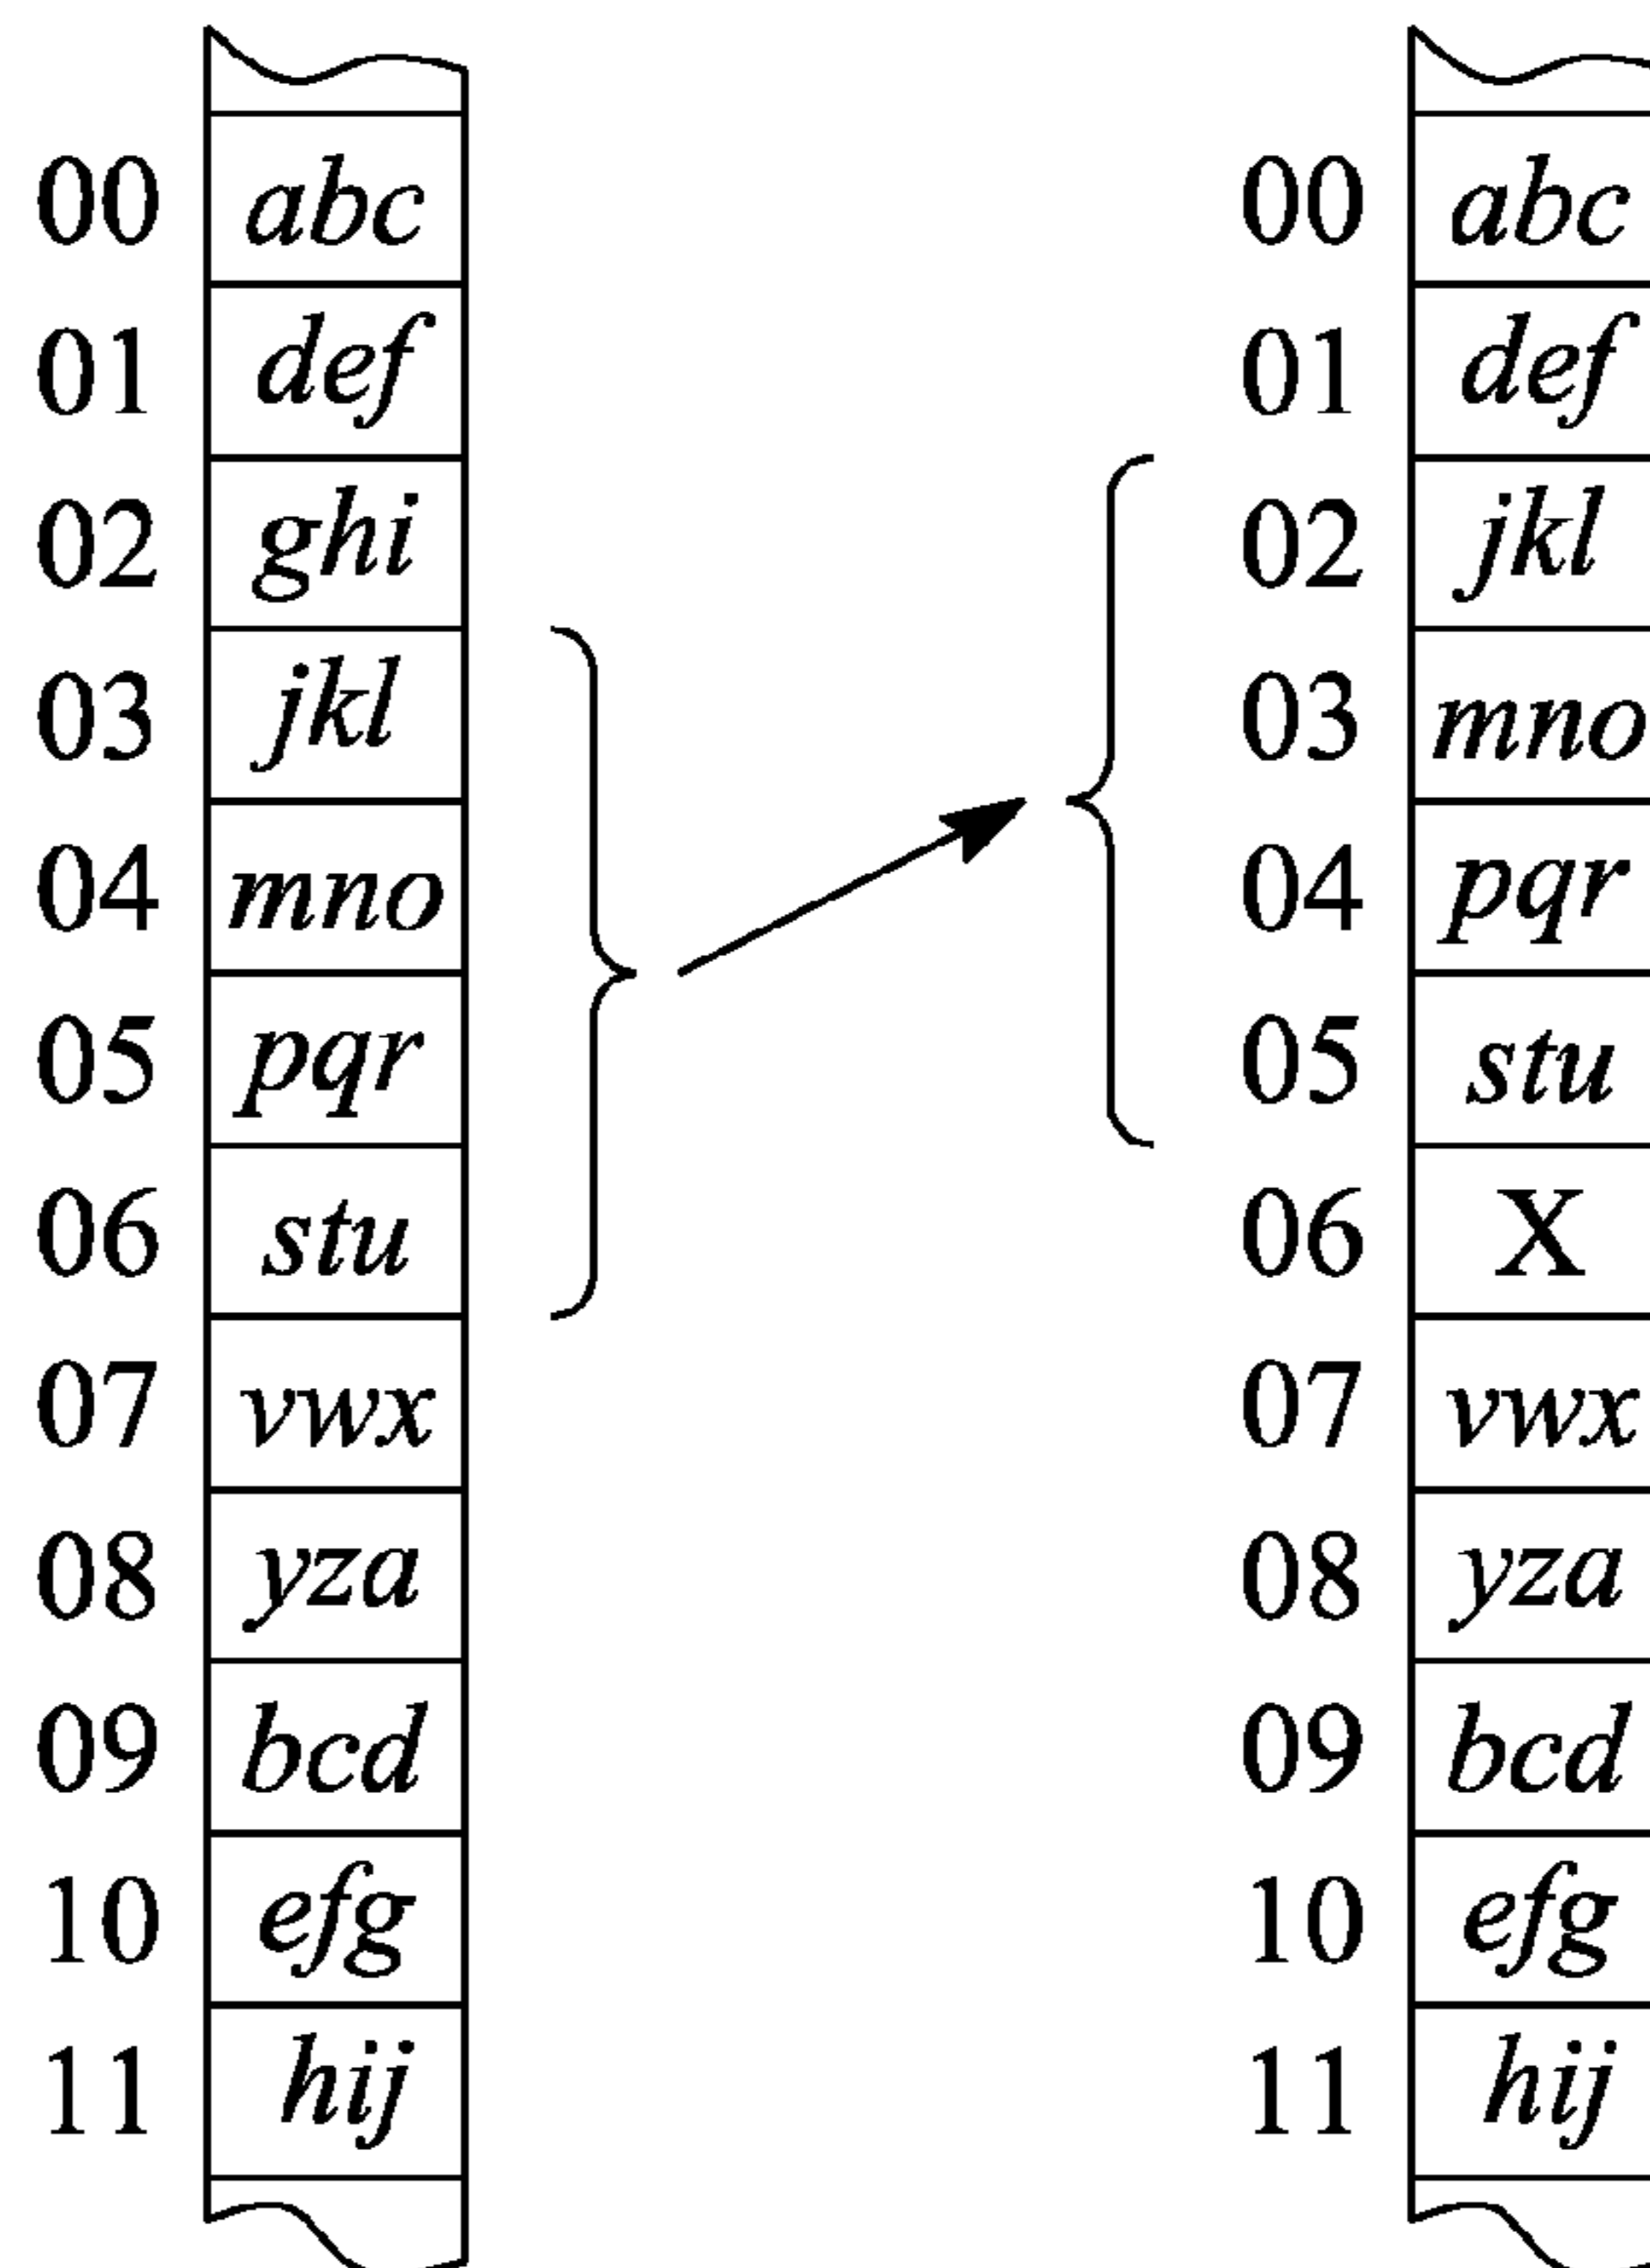 00 abc 00 abc
01 def 01 def
02 ghi 02 jkl
03 jkl 03 mno
04 mno 04 pqr
05 pqr 05 stu
06 stu 06 X
07 vwx 07 vwx
08 yza 08 yza
09 bcd 09 bcd
10 efg 10 efg
11 hij 11 hij